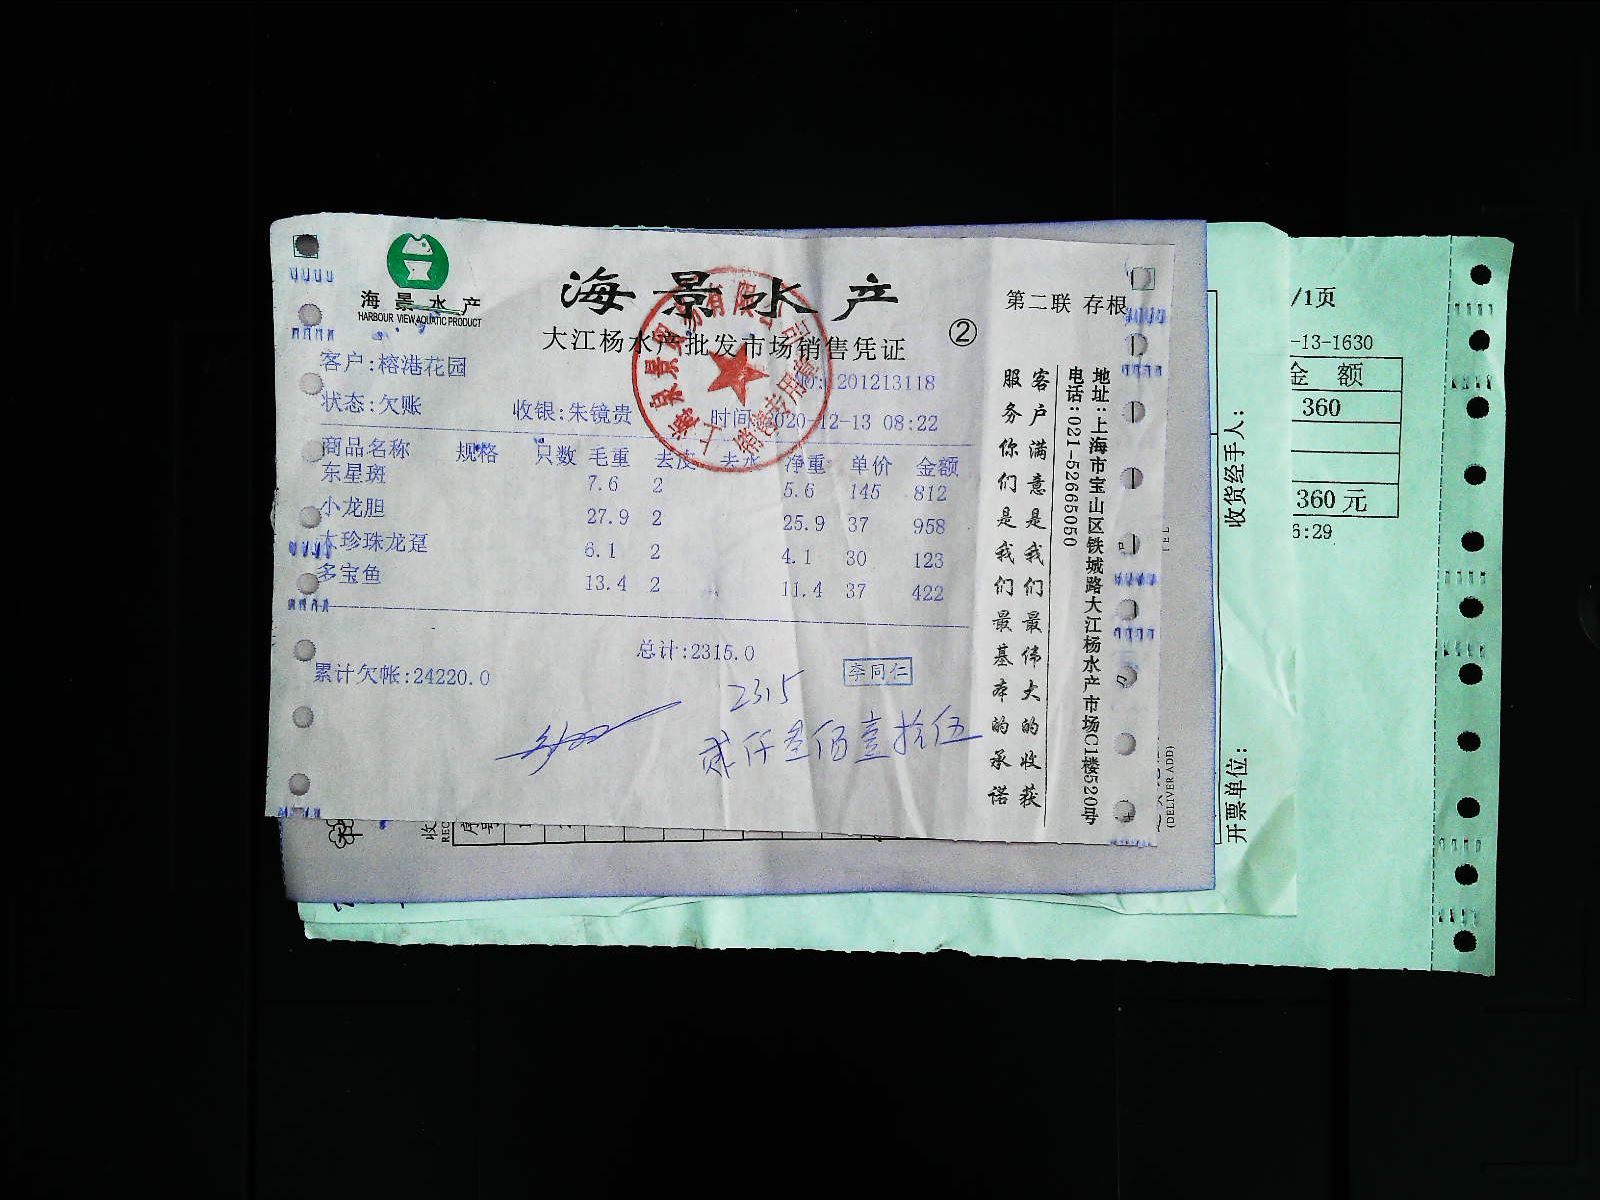 海景水产
HARBOUR VIEW AQUATIC PRODUCT
海景水产
大江杨水产批发市场销售凭证
②
第二联 存根
客户:榕港花园
NO:201213118
状态:欠账 收银:朱镜贵 时间:2020-12-13 08:22
商品名称 规格 只数 毛重 去皮 去水 净重 单价 金额
东星斑 7.6 2 5.6 145 812
小龙胆 27.9 2 25.9 37 958
大珍珠龙趸 6.1 2 4.1 30 123
多宝鱼 13.4 2 11.4 37 422
总计:2315.0
累计欠帐:24220.0
李同仁
2315
贰仟叁佰壹拾伍
客户满意是我们最伟大的收获
服务你们是我们最基本的承诺
地址:上海市宝山区铁城路大江杨水产市场C1楼520号
电话:021-52665050
(DELIVER ADD)
收货经手人:
开票单位:
/1页
-13-1630
金 额
360
360 元
6:29